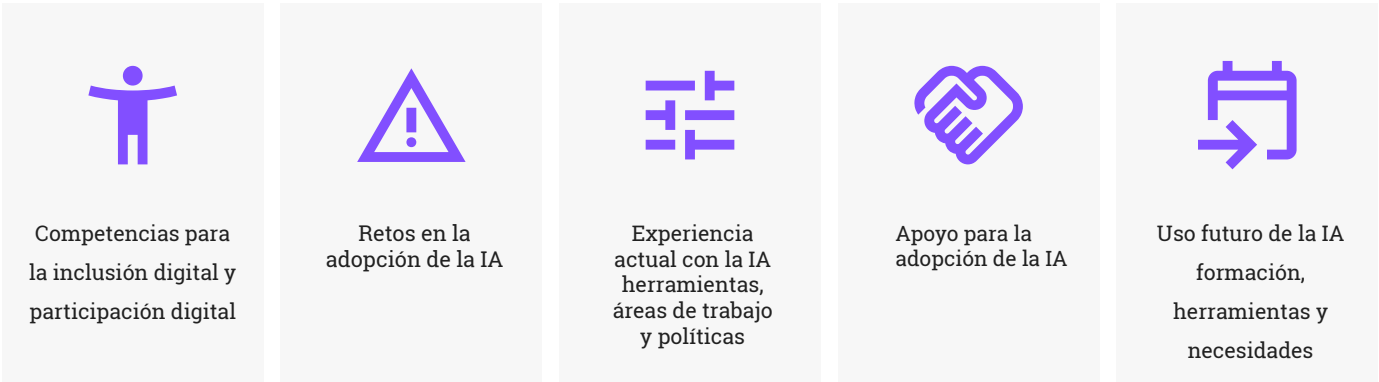 Competencias para
la inclusión digital y
participación digital
Retos en la
adopción de la IA
Experiencia
actual con la IA
herramientas,
áreas de trabajo
y políticas
Apoyo para la
adopción de la IA
Uso futuro de la IA
formación,
herramientas y
necesidades